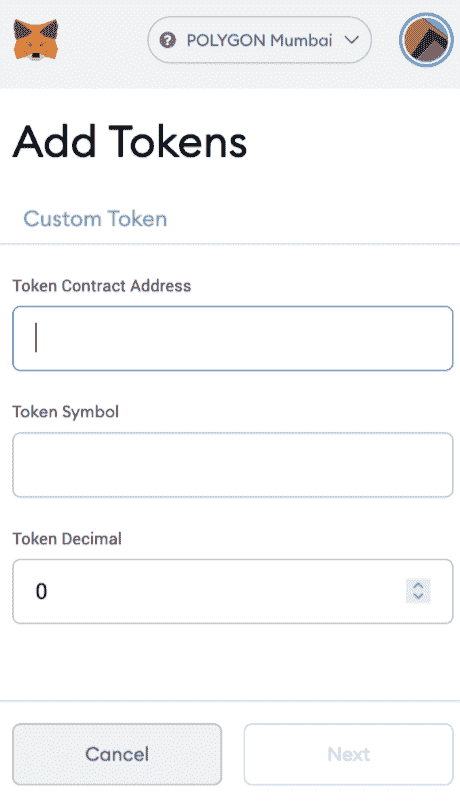 POLYGON Mumbai
Add Tokens
Custom Token
Token Contract Address
Token Symbol
Token Decimal
0
Cancel
Next